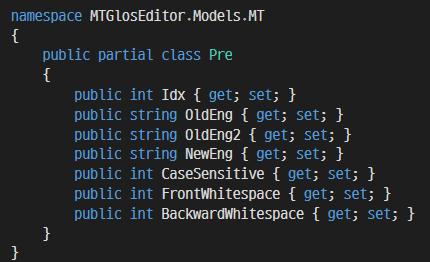 namespace MTGlosEditor.Models.MT
{
    public partial class Pre
    {
        public int Idx { get; set; }
        public string OldEng { get; set; }
        public string OldEng2 { get; set; }
        public string NewEng { get; set; }
        public int CaseSensitive { get; set; }
        public int FrontWhitespace { get; set; }
        public int BackwardWhitespace { get; set; }
    }
}